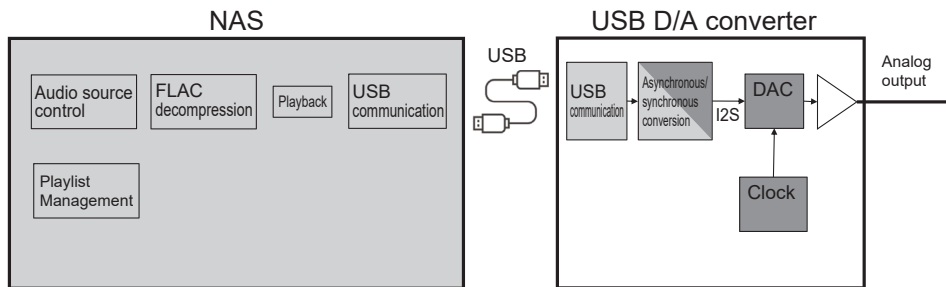 NAS
USB D/A converter
USB
Audio source
control
FLAC
decompression
Playback
USB
communication
Playlist
Management
USB
communication
Asynchronous/
synchronous
conversion
I2S
DAC
Clock
Analog
output